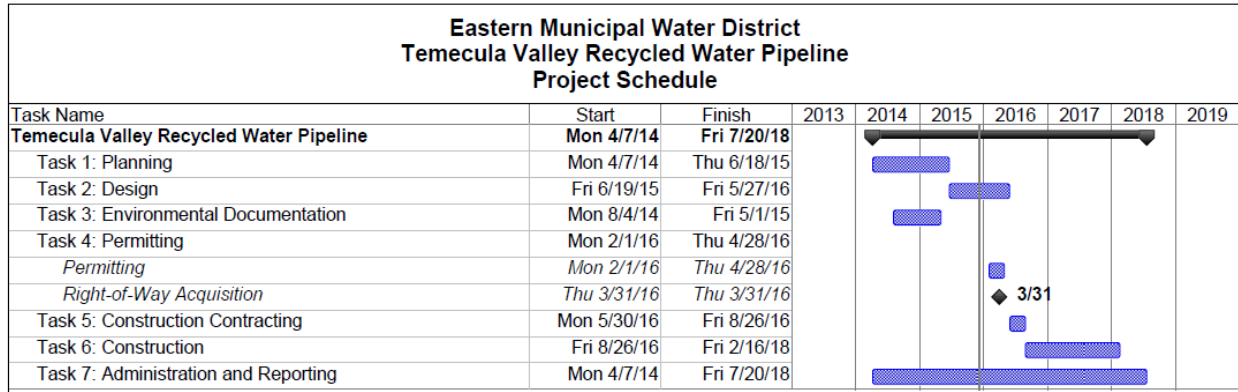 Eastern Municipal Water District
Temecula Valley Recycled Water Pipeline
Project Schedule
Task Name Start Finish 2013 2014 2015 2016 2017 2018 2019
Temecula Valley Recycled Water Pipeline Mon 4/7/14 Fri 7/20/18
Task 1: Planning Mon 4/7/14 Thu 6/18/15
Task 2: Design Fri 6/19/15 Fri 5/27/16
Task 3: Environmental Documentation Mon 8/4/14 Fri 5/1/15
Task 4: Permitting Mon 2/1/16 Thu 4/28/16
Permitting Mon 2/1/16 Thu 4/28/16
Right-of-Way Acquisition Thu 3/31/16 Thu 3/31/16 3/31
Task 5: Construction Contracting Mon 5/30/16 Fri 8/26/16
Task 6: Construction Fri 8/26/16 Fri 2/16/18
Task 7: Administration and Reporting Mon 4/7/14 Fri 7/20/18